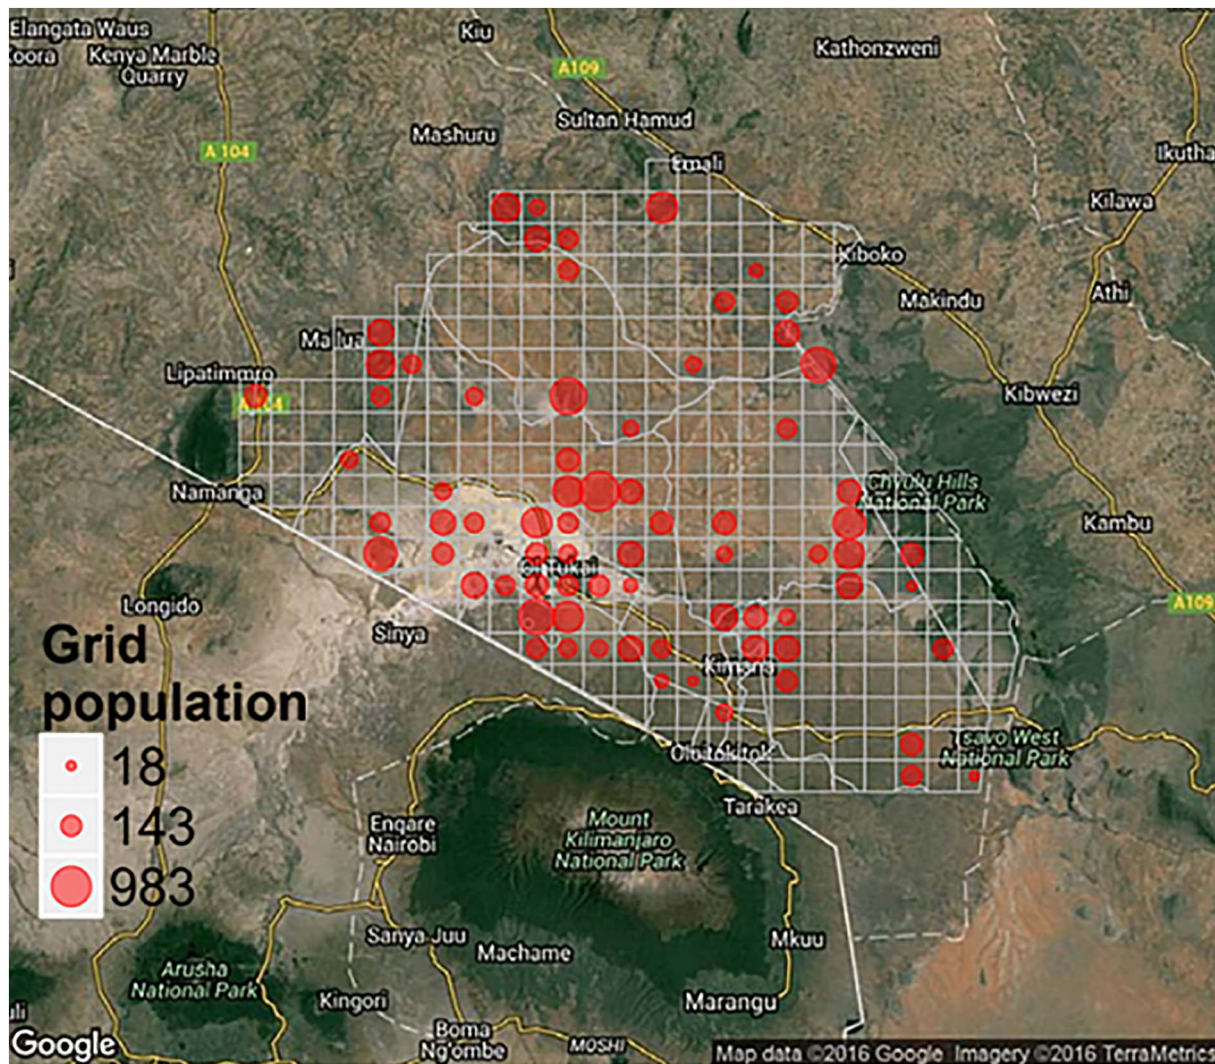 Elangata Waus
Kenya Marble
Quarry
Kiu
A109
Kathonzweni
Sultan Hamud
Mashuru
A 104
Emali
Ikutha
Kilawa
Kiboko
Makindu
Athi
Lipatimmro
Kibwezi
Chyulu Hills
National Park
Namanga
Kambu
Ol Tukai
Longido
A109
Sinya
Grid
population
Kimana
18
143
983
Oloitokitok
Tsavo West
National Park
Tarakea
Enqare
Nairobi
Mount
Kilimanjaro
National Park
Sanya Juu
Machame
Mkuu
Arusha
National Park
Kingori
Marangu
Boma
Ng'ombe
MOSHI
Google
Map data ©2016 Google Imagery ©2016 TerraMetrics